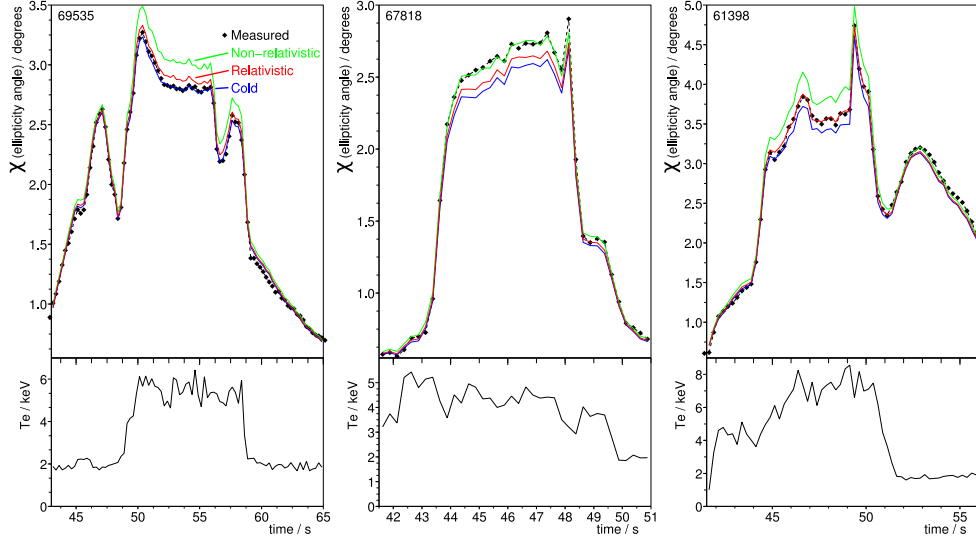 69535
Measured
Non-relativistic
Relativistic
Cold
χ (ellipticity angle) / degrees
3.5
3.0
2.5
2.0
1.5
1.0
Te / keV
6
4
2
0
45 50 55 60 65
time / s
67818
χ (ellipticity angle) / degrees
3.0
2.5
2.0
1.5
1.0
Te / keV
5
4
3
2
1
0
42 43 44 45 46 47 48 49 50 51
time / s
61398
χ (ellipticity angle) / degrees
5.0
4.5
4.0
3.5
3.0
2.5
2.0
1.5
1.0
Te / keV
8
6
4
2
0
45 50 55
time / s